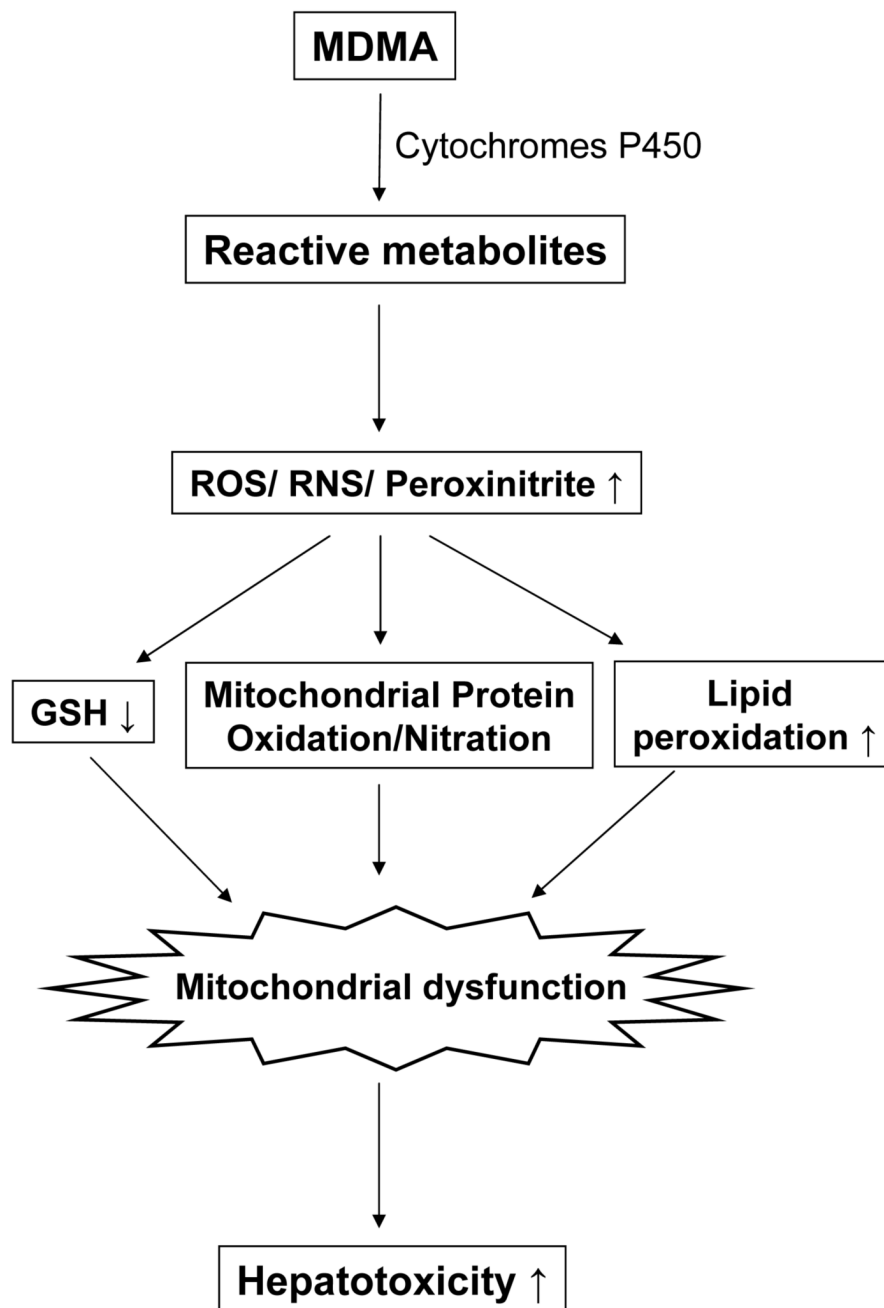 MDMA
Cytochromes P450
Reactive metabolites
ROS/ RNS/ Peroxinitrite ↑
GSH ↓
Mitochondrial Protein
Oxidation/Nitration
Lipid
peroxidation ↑
Mitochondrial dysfunction
Hepatotoxicity ↑